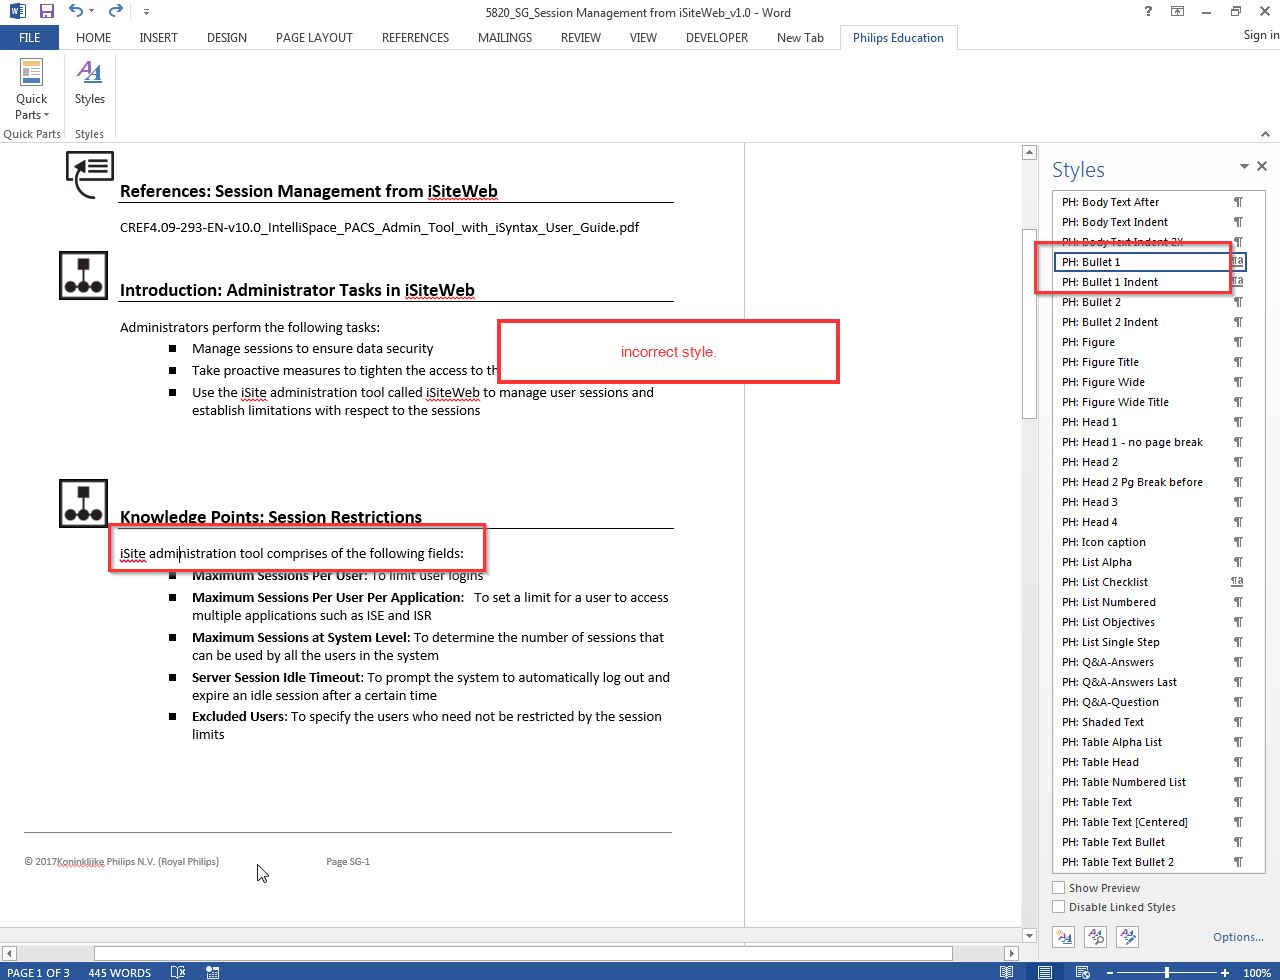 5820_SG_Session Management from iSiteWeb_v1.0 - Word
FILE HOME INSERT DESIGN PAGE LAYOUT REFERENCES MAILINGS REVIEW VIEW DEVELOPER New Tab Philips Education Sign in
Quick Parts
Styles
Quick Parts Styles
References: Session Management from iSiteWeb
CREF4.09-293-EN-v10.0_IntelliSpace_PACS_Admin_Tool_with_iSyntax_User_Guide.pdf
Introduction: Administrator Tasks in iSiteWeb
Administrators perform the following tasks:
■ Manage sessions to ensure data security
■ Take proactive measures to tighten the access to th
■ Use the iSite administration tool called iSiteWeb to manage user sessions and
establish limitations with respect to the sessions
incorrect style.
Knowledge Points: Session Restrictions
iSite administration tool comprises of the following fields:
■ Maximum Sessions Per User: To limit user logins
■ Maximum Sessions Per User Per Application: To set a limit for a user to access
multiple applications such as ISE and ISR
■ Maximum Sessions at System Level: To determine the number of sessions that
can be used by all the users in the system
■ Server Session Idle Timeout: To prompt the system to automatically log out and
expire an idle session after a certain time
■ Excluded Users: To specify the users who need not be restricted by the session
limits
© 2017Koninklijke Philips N.V. (Royal Philips) Page SG-1
Styles
PH: Body Text After
PH: Body Text Indent
PH: Body Text Indent 2X
PH: Bullet 1
PH: Bullet 1 Indent
PH: Bullet 2
PH: Bullet 2 Indent
PH: Figure
PH: Figure Title
PH: Figure Wide
PH: Figure Wide Title
PH: Head 1
PH: Head 1 - no page break
PH: Head 2
PH: Head 2 Pg Break before
PH: Head 3
PH: Head 4
PH: Icon caption
PH: List Alpha
PH: List Checklist
PH: List Numbered
PH: List Objectives
PH: List Single Step
PH: Q&A-Answers
PH: Q&A-Answers Last
PH: Q&A-Question
PH: Shaded Text
PH: Table Alpha List
PH: Table Head
PH: Table Numbered List
PH: Table Text
PH: Table Text [Centered]
PH: Table Text Bullet
PH: Table Text Bullet 2
Show Preview
Disable Linked Styles
Options...
PAGE 1 OF 3 445 WORDS 100%